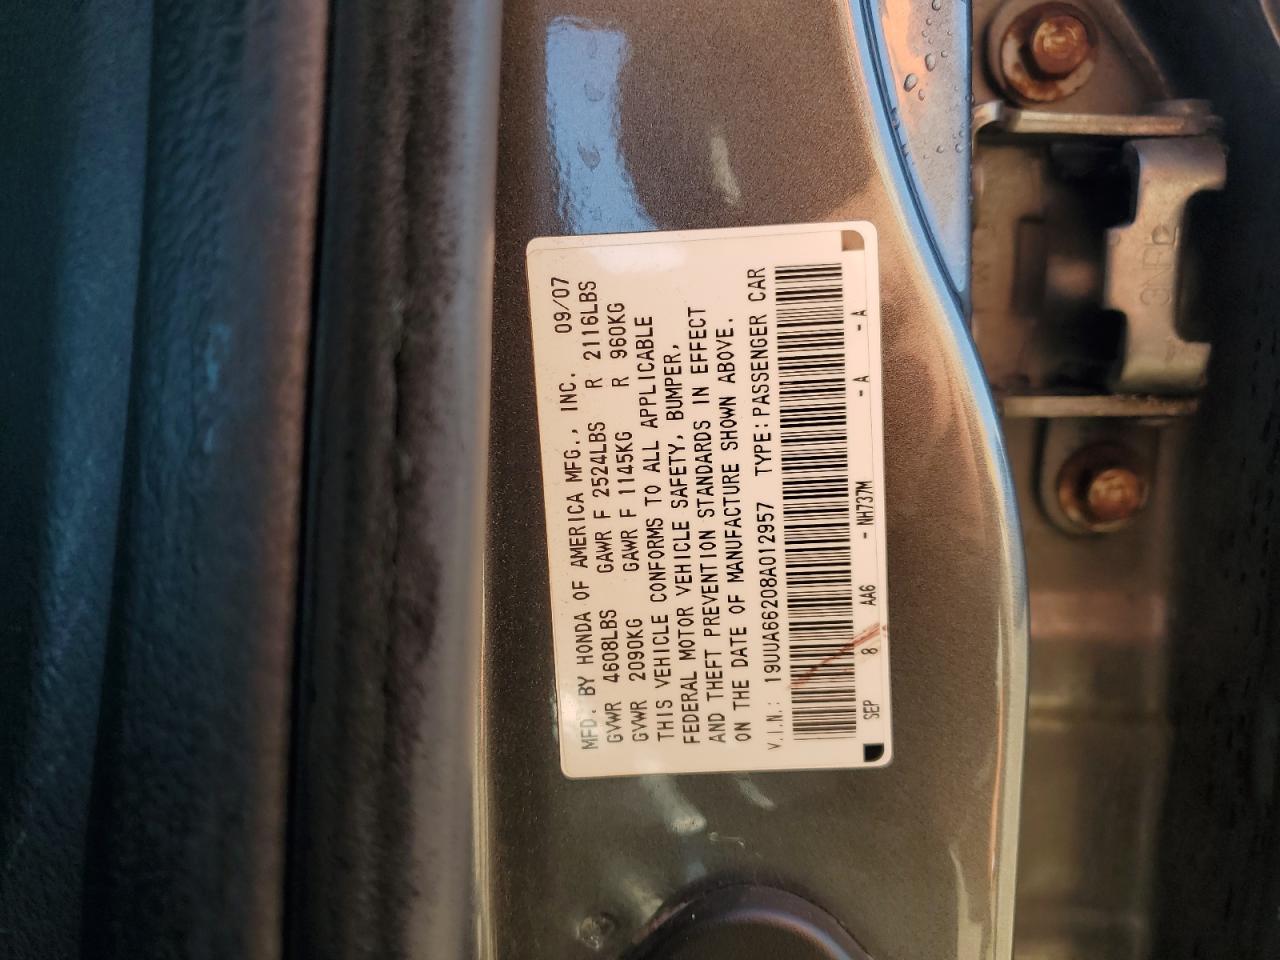 MFD. BY HONDA OF AMERICA MFG., INC. 09/07
GVWR 4608LBS GAWR F 2524LBS R 2116LBS
GVWR 2090KG GAWR F 1145KG R 960KG
THIS VEHICLE CONFORMS TO ALL APPLICABLE
FEDERAL MOTOR VEHICLE SAFETY, BUMPER,
AND THEFT PREVENTION STANDARDS IN EFFECT
ON THE DATE OF MANUFACTURE SHOWN ABOVE.
V.I.N.: 19UUA66208A012957 TYPE: PASSENGER CAR
SEP 8 AA6 - NH737M - A - A